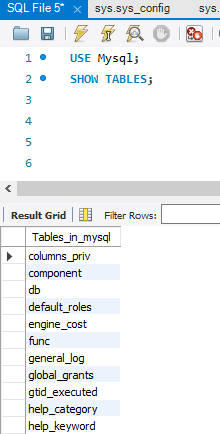 SQL File 5* sys.sys_config sys.
1 USE Mysql;
2 SHOW TABLES;
3
4
5
6
Result Grid Filter Rows:
Tables_in_mysql
columns_priv
component
db
default_roles
engine_cost
func
general_log
global_grants
gtid_executed
help_category
help_keyword